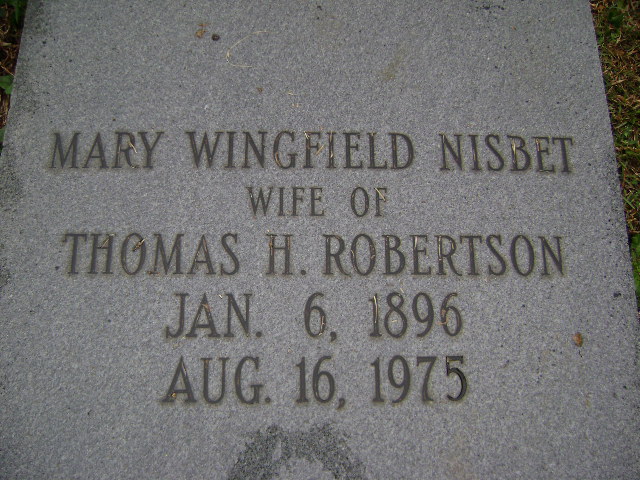 MARY WINGFIELD NISBET
WIFE OF
THOMAS H. ROBERTSON
JAN. 6, 1896
AUG. 16, 1975